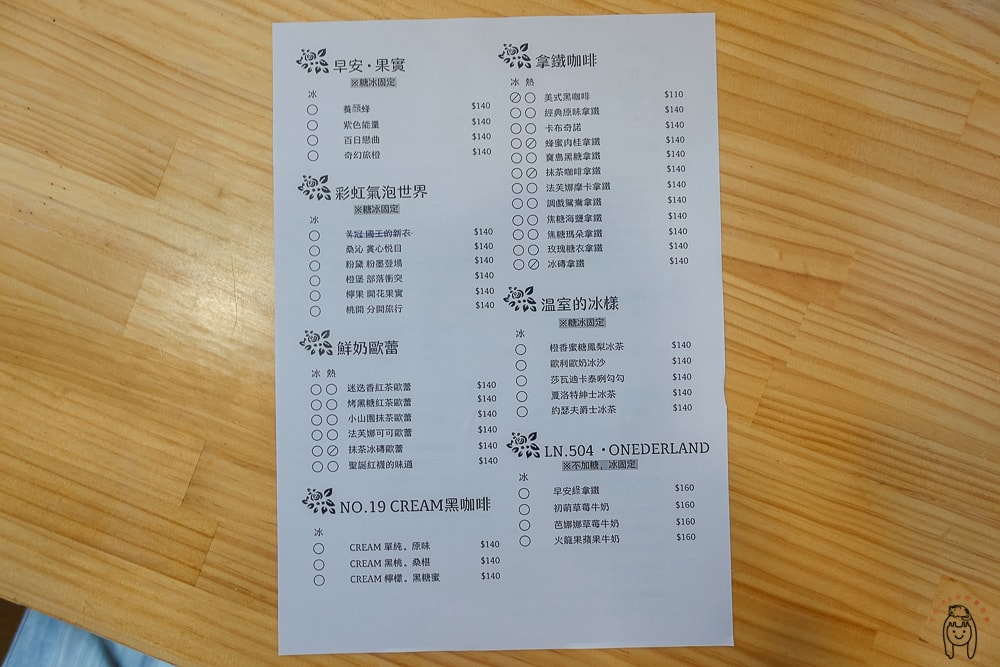 早安·果實
※糖冰固定
冰
養顏蜂 $140
紫色能量 $140
百日戀曲 $140
奇幻旅橙 $140
彩虹氣泡世界
※糖冰固定
冰
國王的新衣 $140
桑沁 賞心悅目 $140
粉黛 粉墨登場 $140
橙堡 部落衝突 $140
檸果 開花果實 $140
桃開 分開旅行 $140
鮮奶歐蕾
冰 熱
迷迭香紅茶歐蕾 $140
烤黑糖紅茶歐蕾 $140
小山園抹茶歐蕾 $140
法芙娜可可歐蕾 $140
抹茶冰磚歐蕾 $140
聖誕紅襪的味道 $140
NO.19 CREAM黑咖啡
冰
CREAM 單純。原味 $140
CREAM 黑桃。桑椹 $140
CREAM 檸檬。黑糖蜜 $140
拿鐵咖啡
冰 熱
美式黑咖啡 $110
經典原味拿鐵 $140
卡布奇諾 $140
蜂蜜肉桂拿鐵 $140
寶島黑糖拿鐵 $140
抹茶咖啡拿鐵 $140
法芙娜摩卡拿鐵 $140
調戲鴛鴦拿鐵 $140
焦糖海鹽拿鐵 $140
焦糖瑪朵拿鐵 $140
玫瑰糖衣拿鐵 $140
冰磚拿鐵 $140
溫室的冰樣
※糖冰固定
冰
橙香蜜糖鳳梨冰茶 $140
歐利歐奶冰沙 $140
莎瓦迪卡泰咧勾勾 $140
夏洛特紳士冰茶 $140
約瑟夫爵士冰茶 $140
LN.504 · ONEDERLAND
※不加糖，冰固定
冰
早安綠拿鐵 $160
初萌草莓牛奶 $160
芭娜娜草莓牛奶 $160
火龍果蘋果牛奶 $160